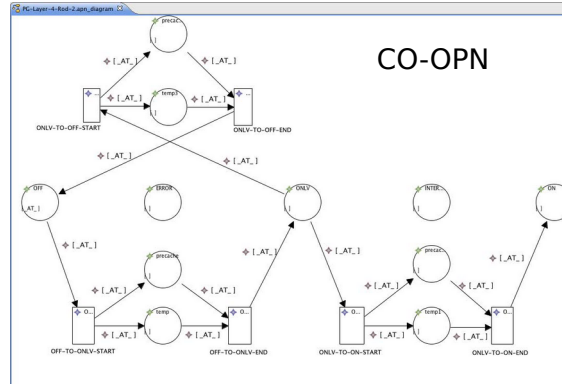 PG-Layer-4-Rod-2.apn_diagram
CO-OPN
precac...
[ ]
[_AT_]
[_AT_]
...
[_AT_]
temp1
[ ]
[_AT_]
...
ONLV-TO-OFF-START
ONLV-TO-OFF-END
[_AT_]
[_AT_]
OFF
[_AT_]
ERROR
[ ]
ONLV
[ ]
INTER...
[ ]
ON
[ ]
[_AT_]
[_AT_]
[_AT_]
[_AT_]
precache
[ ]
precac...
[ ]
[_AT_]
[_AT_]
[_AT_]
[_AT_]
O...
temp
[ ]
O...
O...
temp1
[ ]
O...
[_AT_]
[_AT_]
[_AT_]
[_AT_]
OFF-TO-ONLV-START
OFF-TO-ONLV-END
ONLV-TO-ON-START
ONLV-TO-ON-END